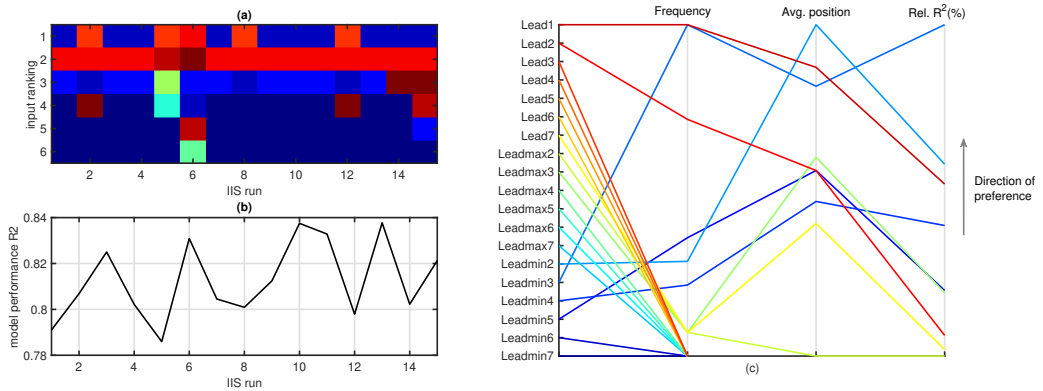 (a)
input ranking
1
2
3
4
5
6
2 4 6 8 10 12 14
IIS run
(b)
model performance R2
0.84
0.82
0.8
0.78
2 4 6 8 10 12 14
IIS run
Frequency Avg. position Rel. R²(%)
Lead1
Lead2
Lead3
Lead4
Lead5
Lead6
Lead7
Leadmax2
Leadmax3
Leadmax4
Leadmax5
Leadmax6
Leadmax7
Leadmin2
Leadmin3
Leadmin4
Leadmin5
Leadmin6
Leadmin7
Direction of
preference
(c)